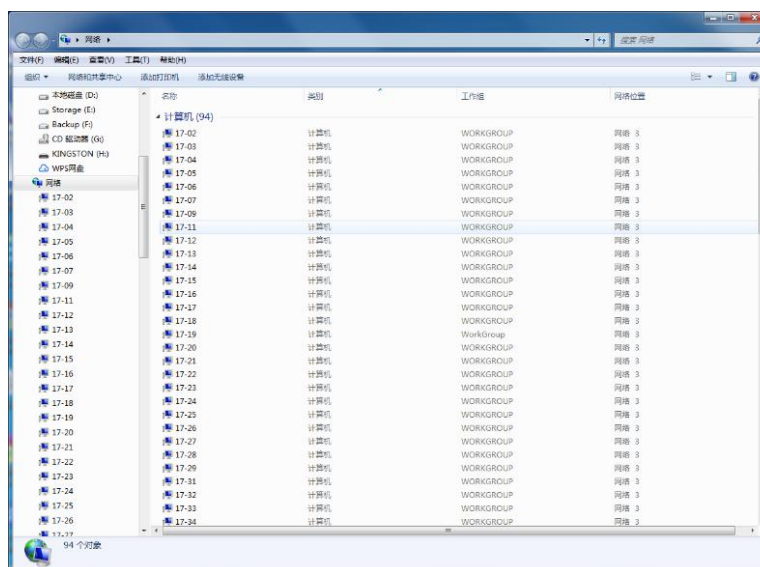 网络
搜索 网络
文件(F) 编辑(E) 查看(V) 工具(T) 帮助(H)
组织 网络和共享中心 添加打印机 添加无线设备
本地磁盘 (D:)
Storage (E:)
Backup (F:)
CD 驱动器 (G:)
KINGSTON (H:)
WPS网盘
网络
17-02
17-03
17-04
17-05
17-06
17-07
17-09
17-11
17-12
17-13
17-14
17-15
17-16
17-17
17-18
17-19
17-20
17-21
17-22
17-23
17-24
17-25
17-26
17-27
名称 类别 工作组 网络位置
计算机 (94)
17-02 计算机 WORKGROUP 网络 3
17-03 计算机 WORKGROUP 网络 3
17-04 计算机 WORKGROUP 网络 3
17-05 计算机 WORKGROUP 网络 3
17-06 计算机 WORKGROUP 网络 3
17-07 计算机 WORKGROUP 网络 3
17-09 计算机 WORKGROUP 网络 3
17-11 计算机 WORKGROUP 网络 3
17-12 计算机 WORKGROUP 网络 3
17-13 计算机 WORKGROUP 网络 3
17-14 计算机 WORKGROUP 网络 3
17-15 计算机 WORKGROUP 网络 3
17-16 计算机 WORKGROUP 网络 3
17-17 计算机 WORKGROUP 网络 3
17-18 计算机 WORKGROUP 网络 3
17-19 计算机 WorkGroup 网络 3
17-20 计算机 WORKGROUP 网络 3
17-21 计算机 WORKGROUP 网络 3
17-22 计算机 WORKGROUP 网络 3
17-23 计算机 WORKGROUP 网络 3
17-24 计算机 WORKGROUP 网络 3
17-25 计算机 WORKGROUP 网络 3
17-26 计算机 WORKGROUP 网络 3
17-27 计算机 WORKGROUP 网络 3
17-28 计算机 WORKGROUP 网络 3
17-29 计算机 WORKGROUP 网络 3
17-31 计算机 WORKGROUP 网络 3
17-32 计算机 WORKGROUP 网络 3
17-33 计算机 WORKGROUP 网络 3
17-34 计算机 WORKGROUP 网络 3
94 个对象